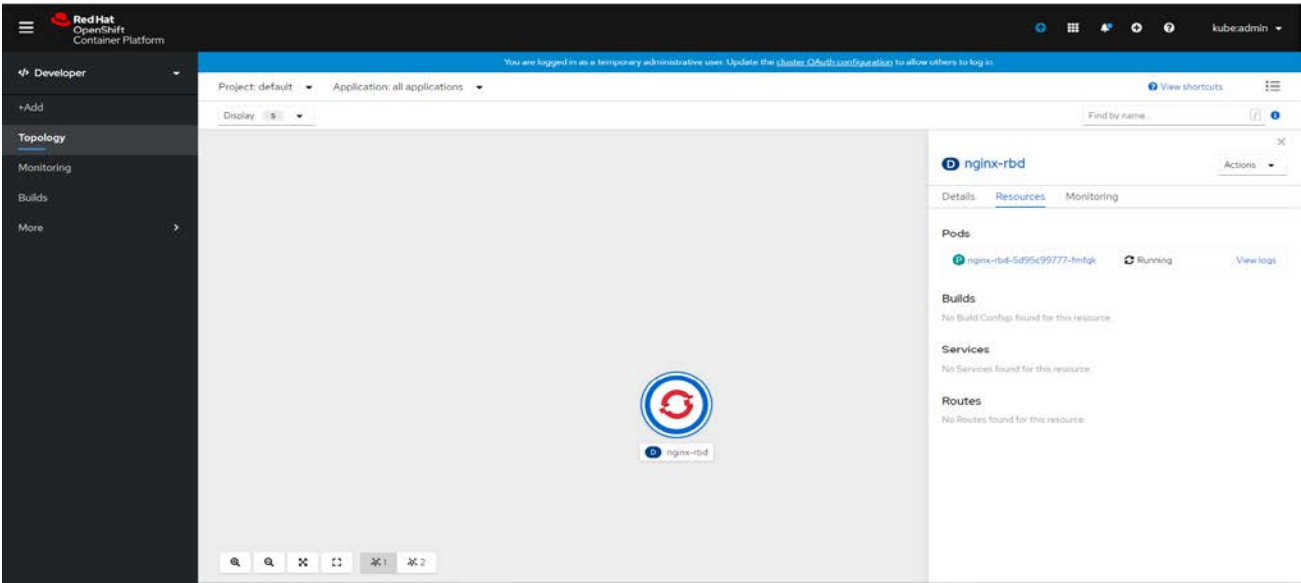 Red Hat
OpenShift
Container Platform
kube:admin
You are logged in as a temporary administrative user. Update the cluster OAuth configuration to allow others to log in.
</> Developer
+Add
Topology
Monitoring
Builds
More
Project: default
Application: all applications
View shortcuts
Display 5
Find by name...
/
D nginx-rbd
Actions
Details Resources Monitoring
Pods
P nginx-rbd-5d95c99777-fmfqk Running View logs
Builds
No Build Configs found for this resource.
Services
No Services found for this resource.
Routes
No Routes found for this resource.
D nginx-rbd
1 2